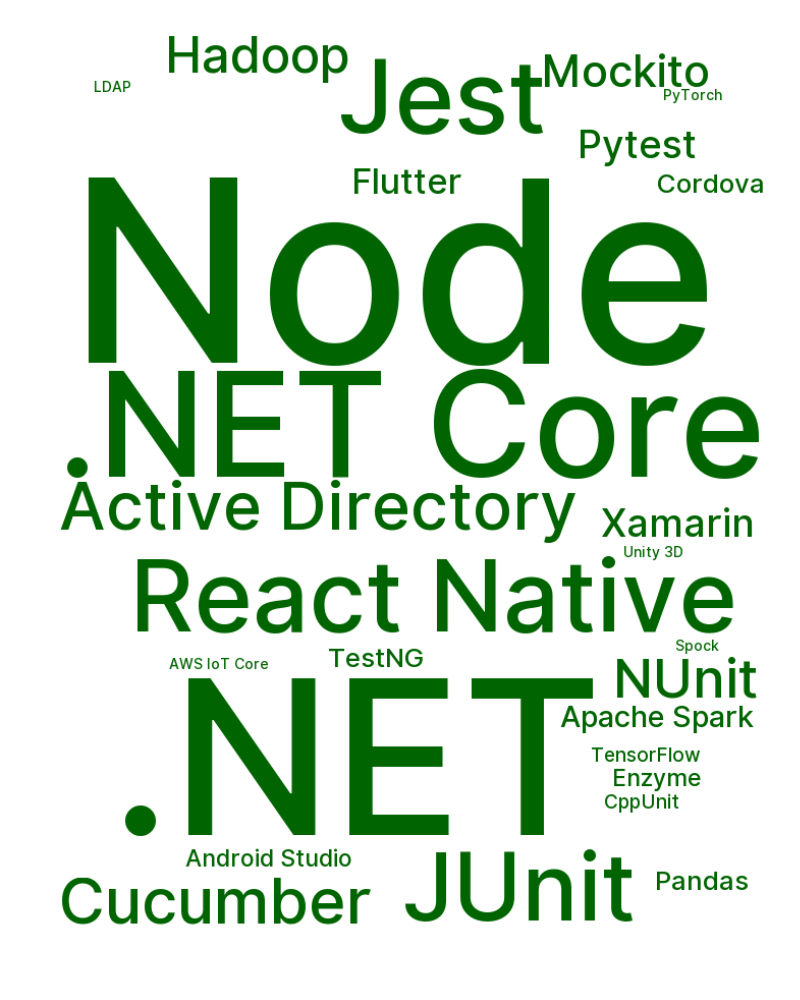 Hadoop
Jest
Mockito
LDAP
PyTorch
Pytest
Flutter
Cordova
Node
.NET Core
Active Directory
Xamarin
Unity 3D
React Native
Spock
TestNG
AWS IoT Core
NUnit
Apache Spark
.NET
TensorFlow
Enzyme
CppUnit
Android Studio
JUnit
Pandas
Cucumber